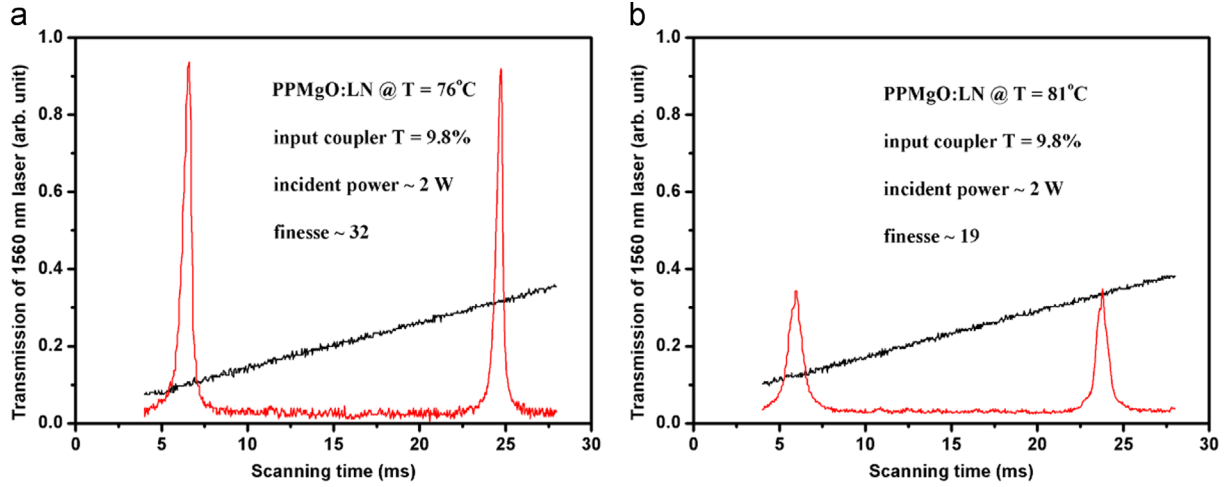 a
Transmission of 1560 nm laser (arb. unit)
1.0
0.8
0.6
0.4
0.2
0.0
PPMgO:LN @ T = 76°C
input coupler T = 9.8%
incident power ~ 2 W
finesse ~ 32
0 5 10 15 20 25 30
Scanning time (ms)
b
Transmission of 1560 nm laser (arb. unit)
1.0
0.8
0.6
0.4
0.2
0.0
PPMgO:LN @ T = 81°C
input coupler T = 9.8%
incident power ~ 2 W
finesse ~ 19
0 5 10 15 20 25 30
Scanning time (ms)